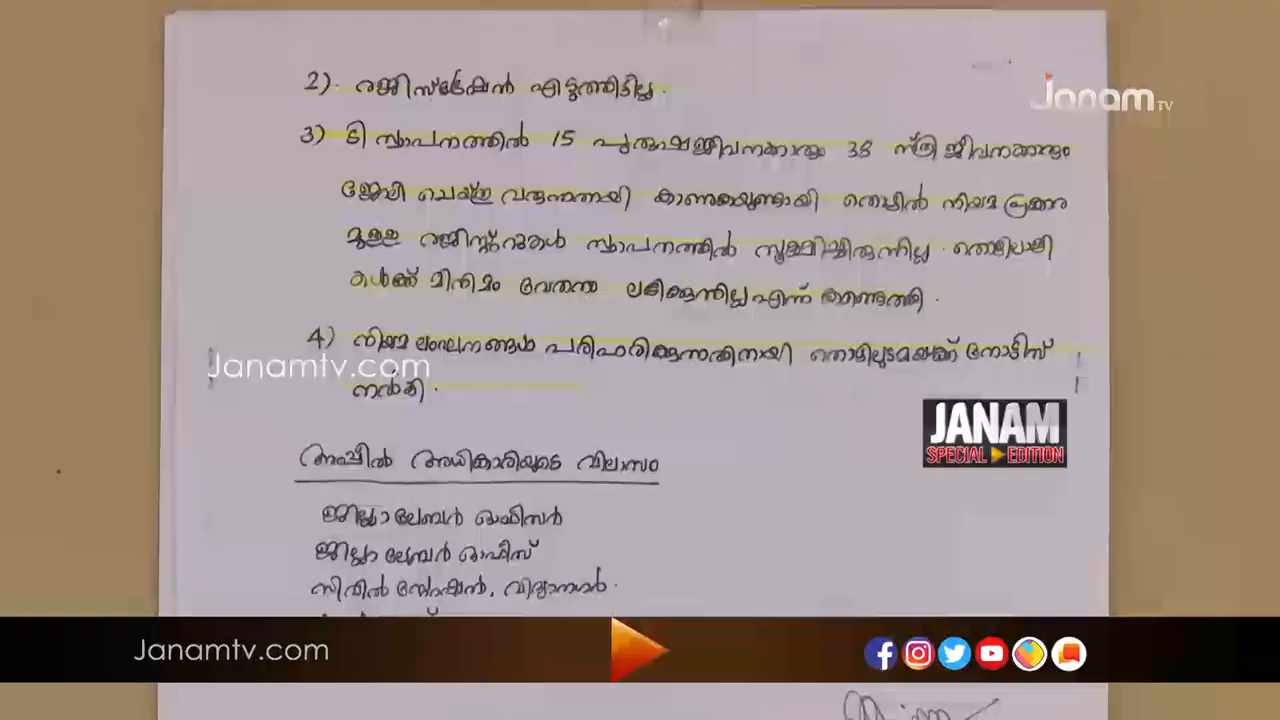 Janam TV
2). രജിസ്ട്രേഷൻ എടുത്തിട്ടില്ല.
3) ടി സ്ഥാപനത്തിൽ 15 പുരുഷജീവനക്കാരും 38 സ്ത്രീ ജീവനക്കാരും
ജോലി ചെയ്തു വരുന്നതായി കാണുകയുണ്ടായി തൊഴിൽ നിയമ പ്രകാര
മുള്ള രജിസ്റ്ററുകൾ സ്ഥാപനത്തിൽ സൂക്ഷിച്ചിരുന്നില്ല. തൊഴിലാളി
കൾക്ക് മിനിമം വേതനം ലഭിക്കുന്നില്ല എന്ന് കണ്ടെത്തി.
4) നിയമ ലംഘനങ്ങൾ പരിഹരിക്കുന്നതിനായി തൊഴിലുടമയ്ക്ക് നോട്ടീസ്
Janamtv.com
നൽകി.
JANAM
SPECIAL EDITION
അപ്പീൽ അധികാരിയുടെ വിലാസം
ജില്ലാ ലേബർ ഓഫീസർ
ജില്ലാ ലേബർ ഓഫീസ്
സിവിൽ സ്റ്റേഷൻ, വിദ്യാനഗർ.
Janamtv.com